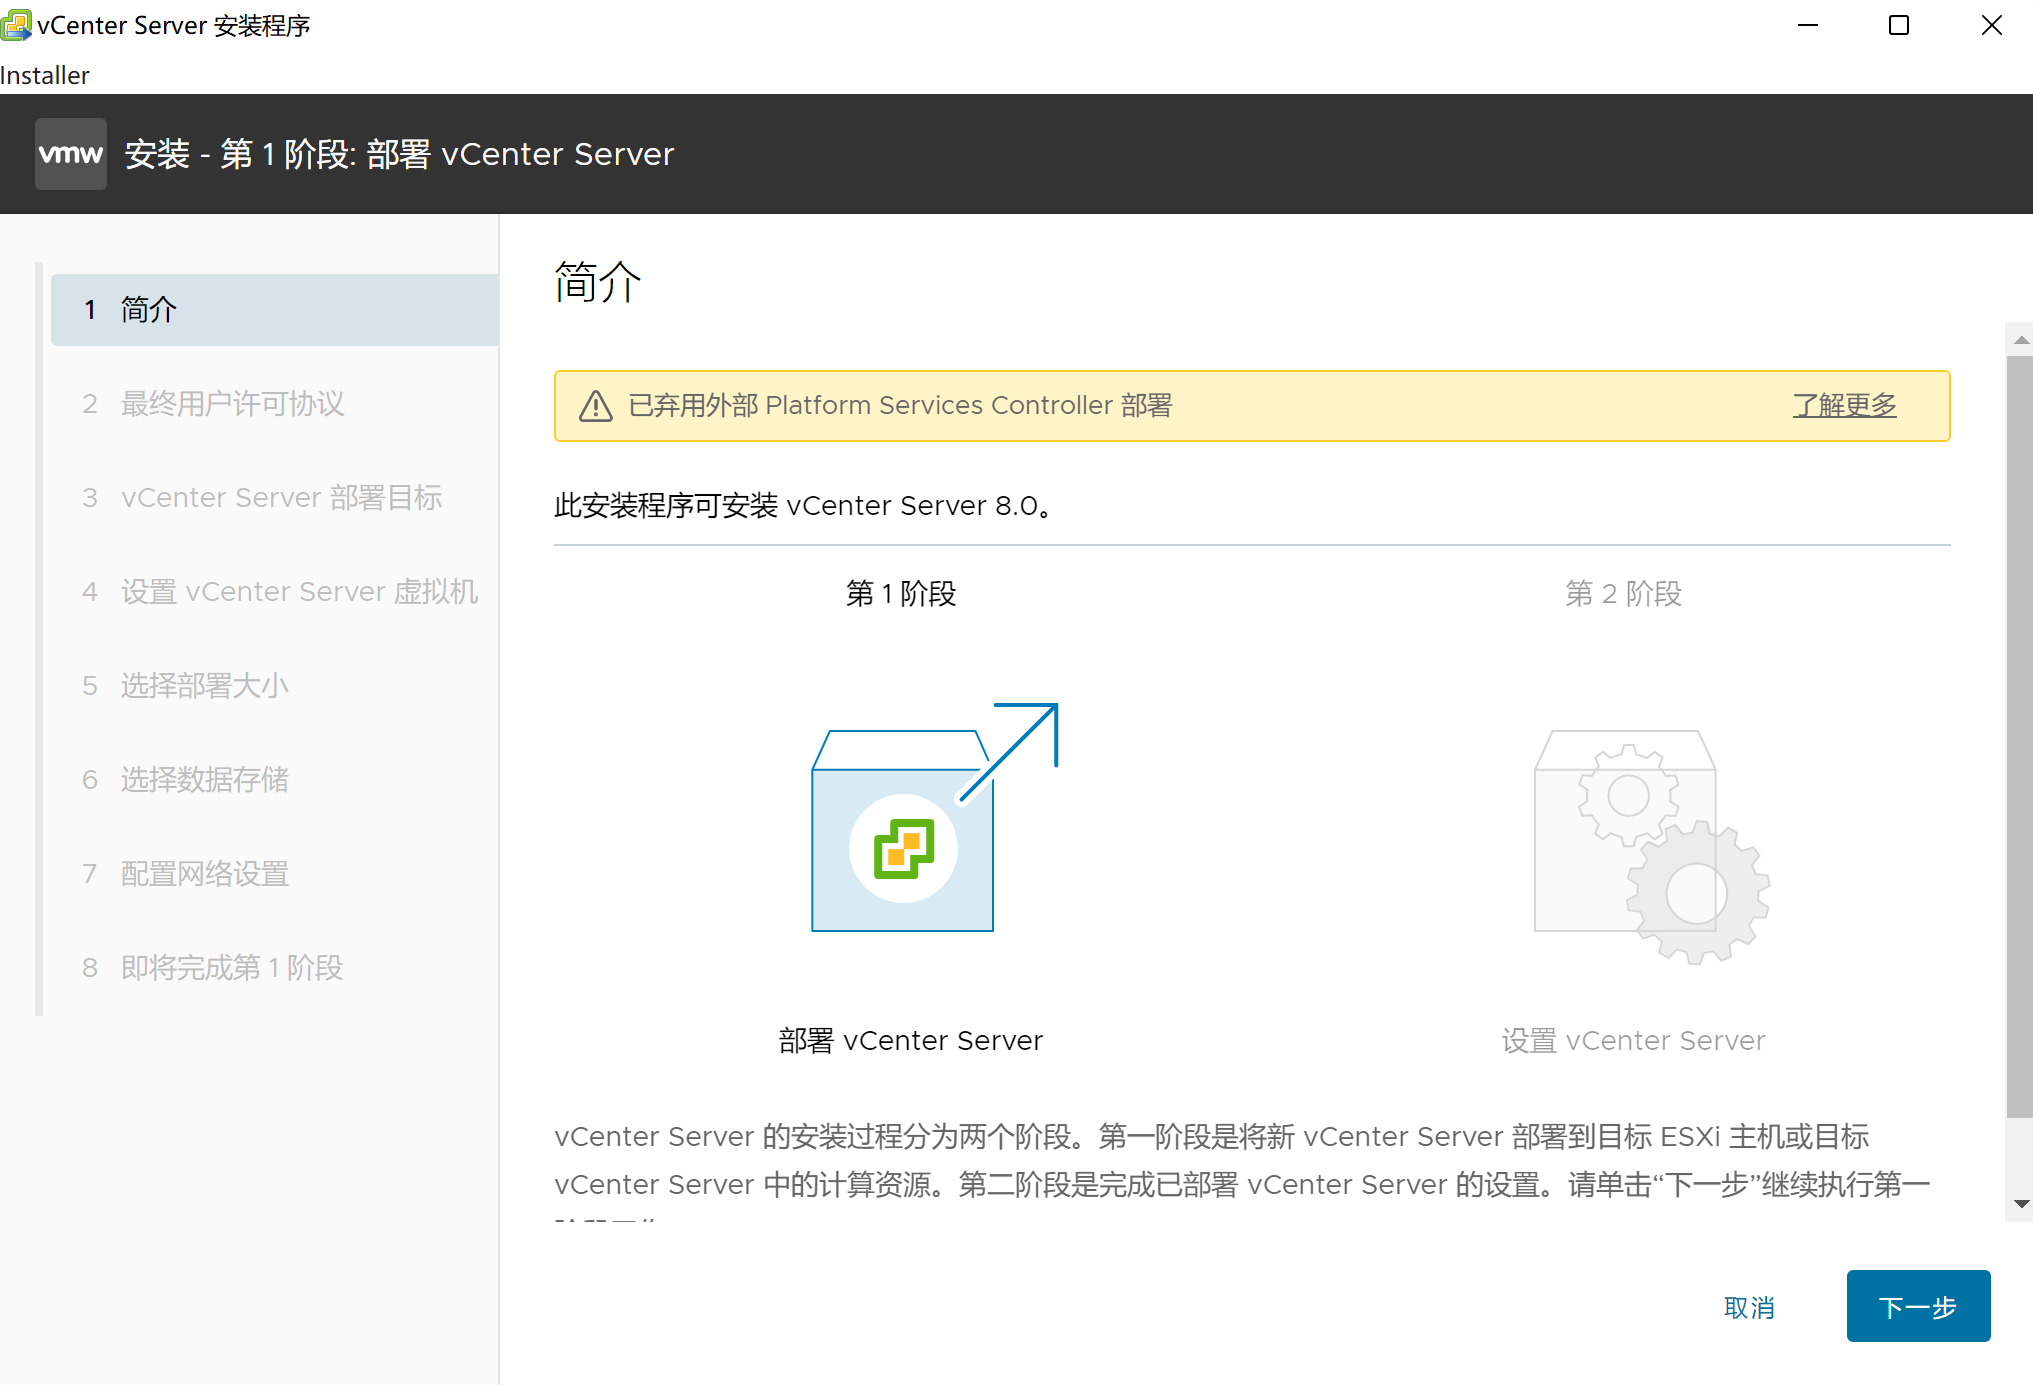 vCenter Server 安装程序
Installer
vmw 安装 - 第 1 阶段: 部署 vCenter Server
1 简介
2 最终用户许可协议
3 vCenter Server 部署目标
4 设置 vCenter Server 虚拟机
5 选择部署大小
6 选择数据存储
7 配置网络设置
8 即将完成第 1 阶段
简介
已弃用外部 Platform Services Controller 部署 了解更多
此安装程序可安装 vCenter Server 8.0。
第 1 阶段
第 2 阶段
部署 vCenter Server
设置 vCenter Server
vCenter Server 的安装过程分为两个阶段。第一阶段是将新 vCenter Server 部署到目标 ESXi 主机或目标
vCenter Server 中的计算资源。第二阶段是完成已部署 vCenter Server 的设置。请单击“下一步”继续执行第一
取消
下一步